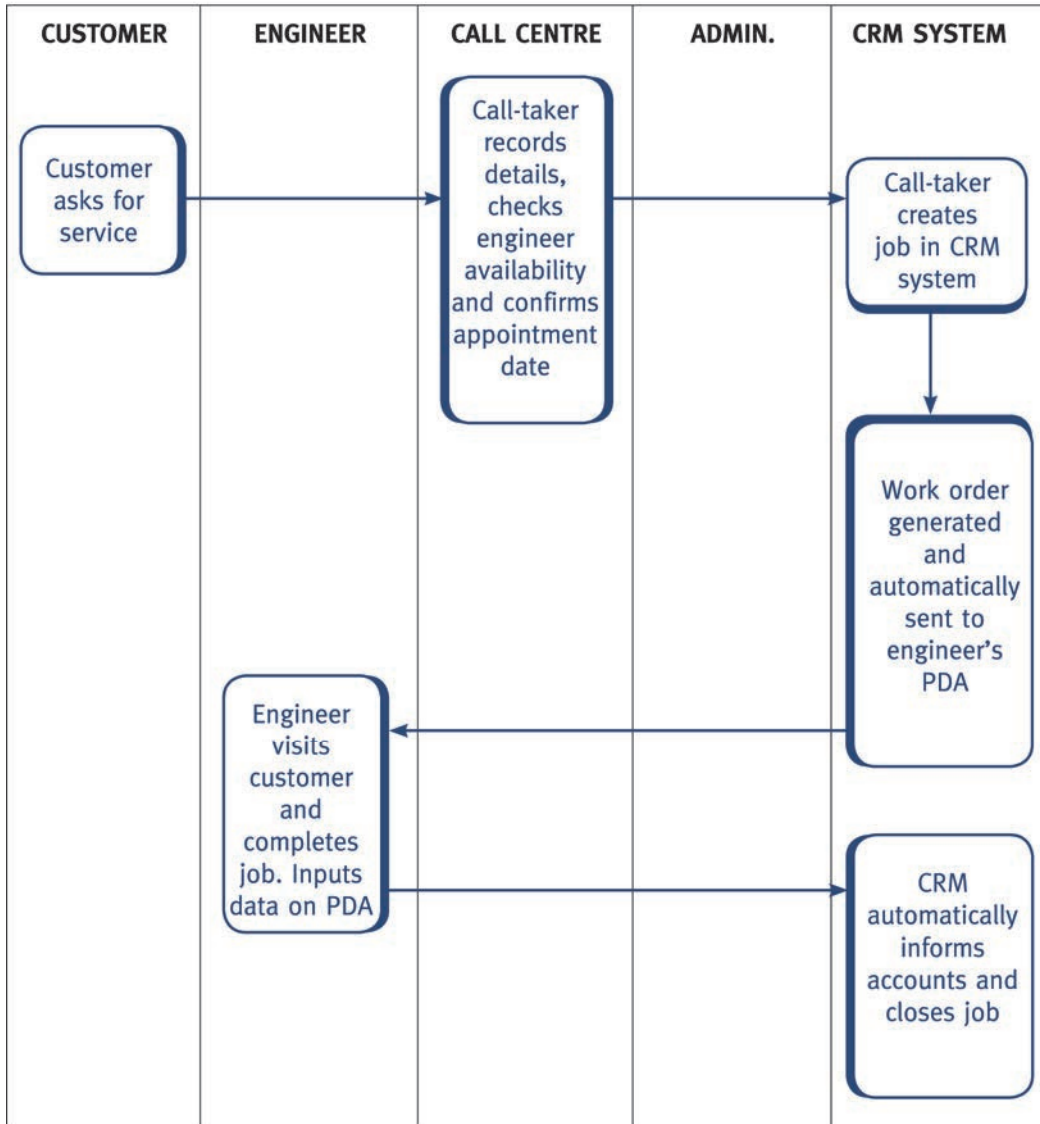 CUSTOMER
ENGINEER
CALL CENTRE
ADMIN.
CRM SYSTEM
Customer
asks for
service
Call-taker
records
details,
checks
engineer
availability
and confirms
appointment
date
Call-taker
creates
job in CRM
system
Work order
generated
and
automatically
sent to
engineer’s
PDA
Engineer
visits
customer
and
completes
job. Inputs
data on PDA
CRM
automatically
informs
accounts and
closes job